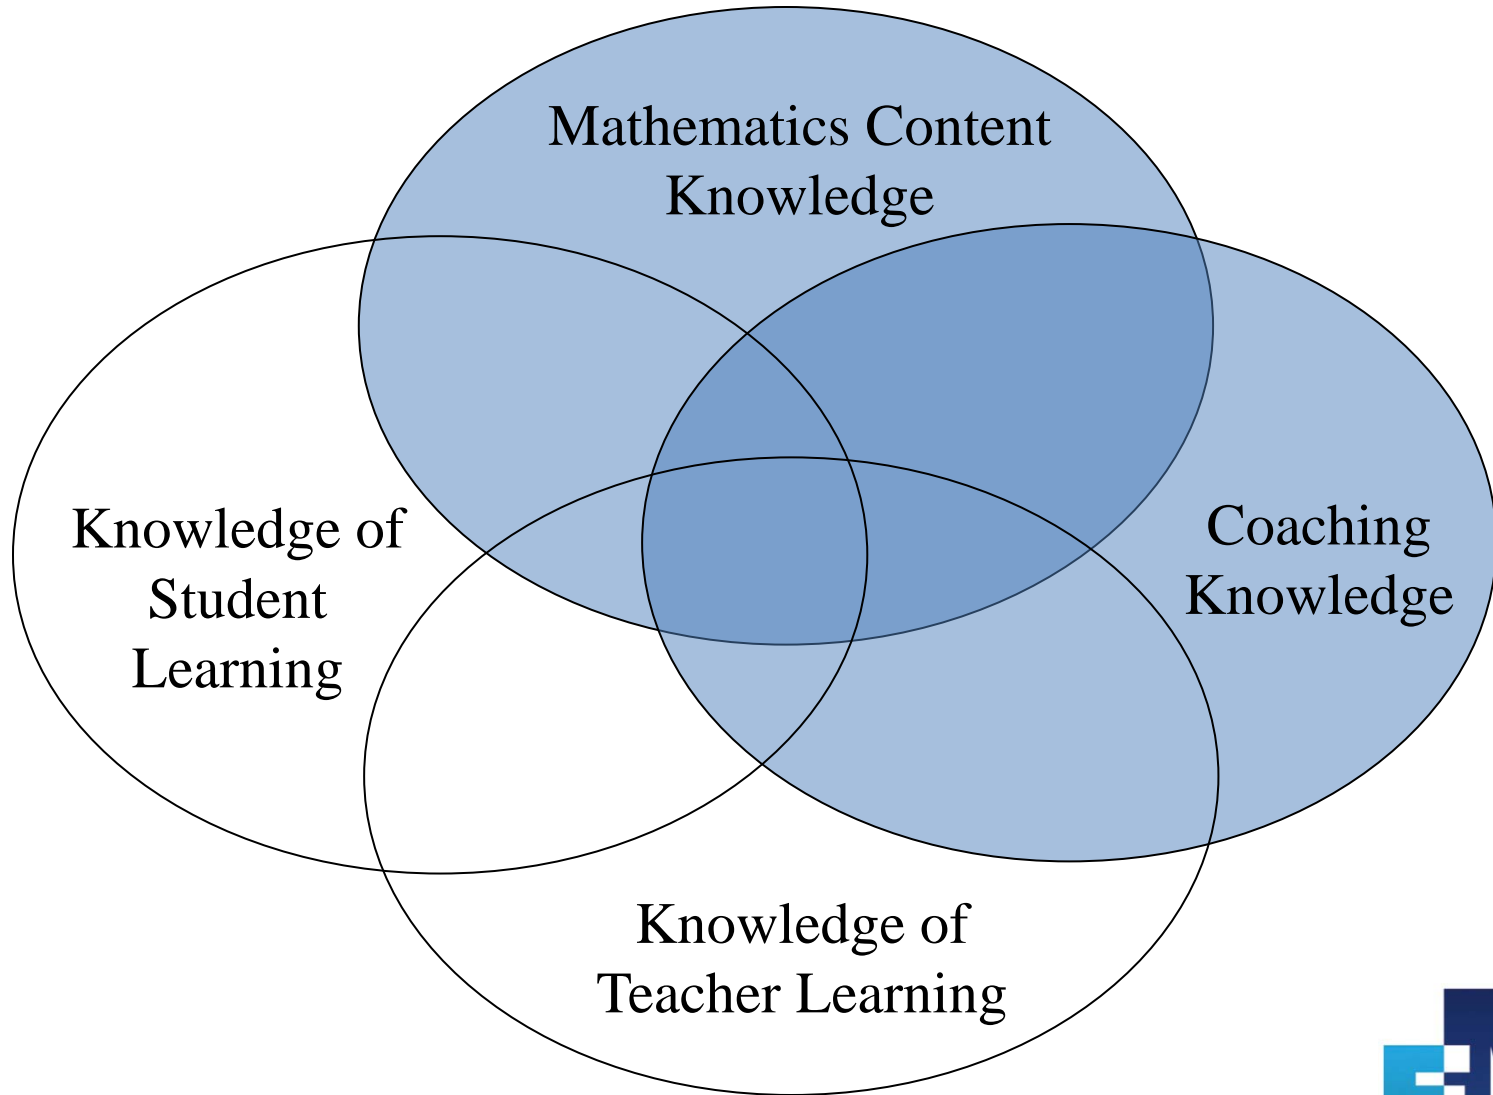 Mathematics Content
Knowledge
Knowledge of
Student
Learning
Coaching
Knowledge
Knowledge of
Teacher Learning